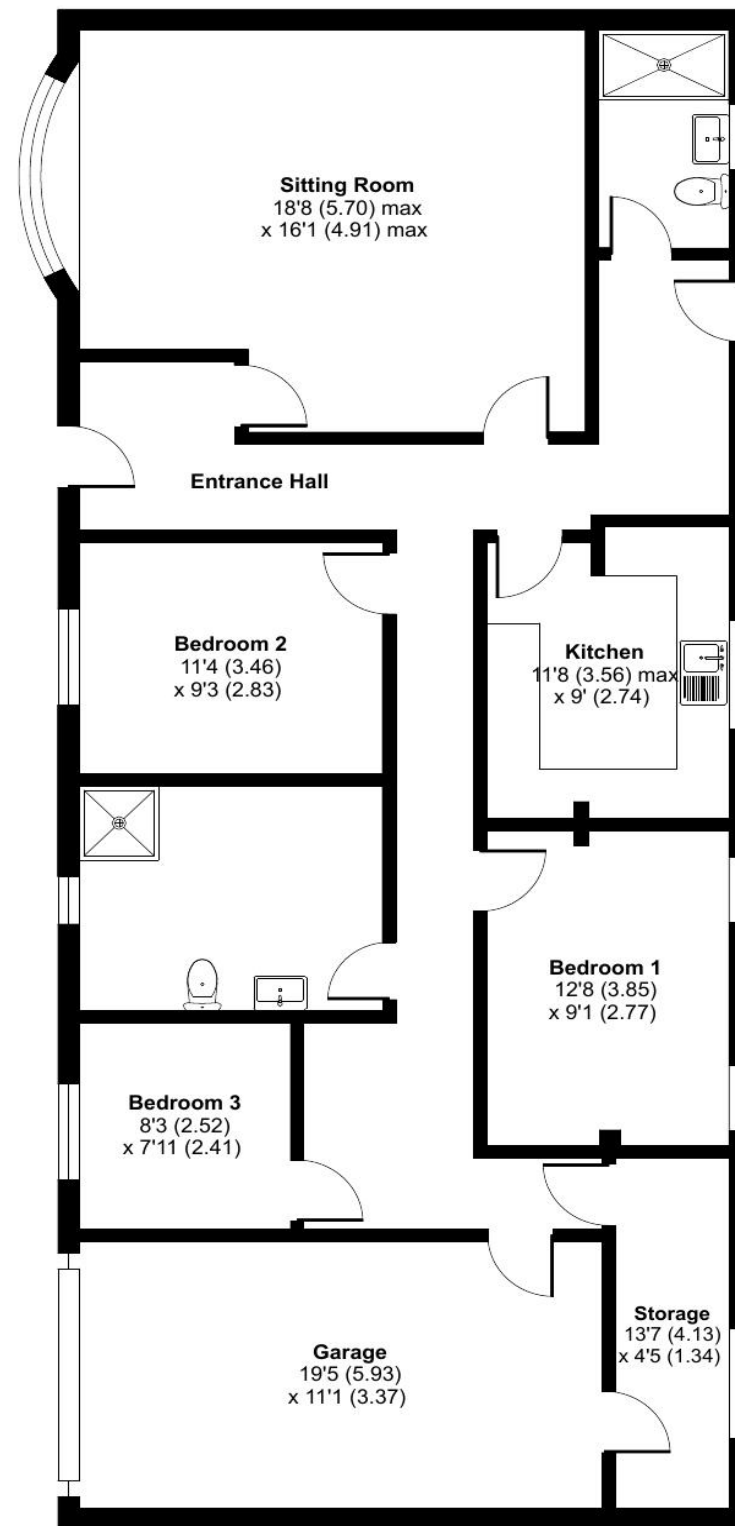 Sitting Room
18'8 (5.70) max
x 16'1 (4.91) max
Entrance Hall
Bedroom 2
11'4 (3.46)
x 9'3 (2.83)
Kitchen
11'8 (3.56) max
x 9' (2.74)
Bedroom 1
12'8 (3.85)
x 9'1 (2.77)
Bedroom 3
8'3 (2.52)
x 7'11 (2.41)
Storage
13'7 (4.13)
x 4'5 (1.34)
Garage
19'5 (5.93)
x 11'1 (3.37)